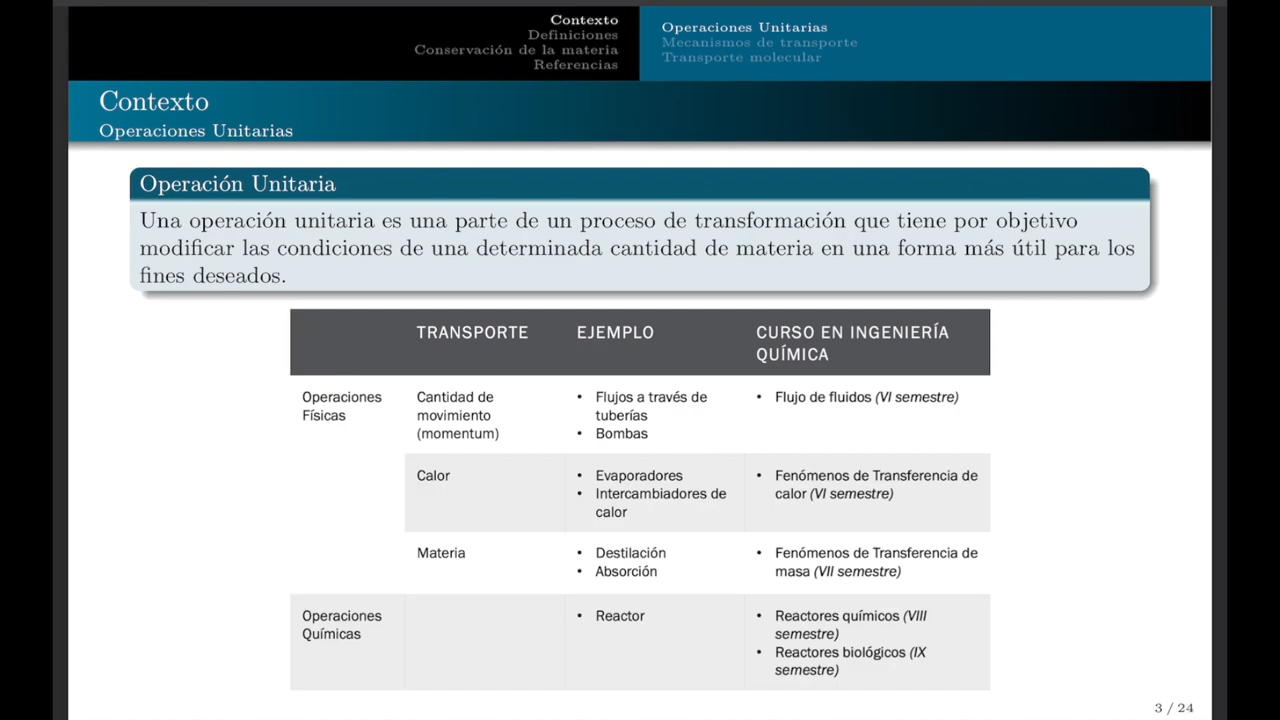 Contexto
Definiciones
Conservación de la materia
Referencias
Operaciones Unitarias
Mecanismos de transporte
Transporte molecular
Contexto
Operaciones Unitarias
Operación Unitaria
Una operación unitaria es una parte de un proceso de transformación que tiene por objetivo
modificar las condiciones de una determinada cantidad de materia en una forma más útil para los
fines deseados.
TRANSPORTE
EJEMPLO
CURSO EN INGENIERÍA
QUÍMICA
Operaciones
Físicas
Cantidad de
movimiento
(momentum)
• Flujos a través de
tuberías
• Bombas
• Flujo de fluidos (VI semestre)
Calor
• Evaporadores
• Intercambiadores de
calor
• Fenómenos de Transferencia de
calor (VI semestre)
Materia
• Destilación
• Absorción
• Fenómenos de Transferencia de
masa (VII semestre)
Operaciones
Químicas
• Reactor
• Reactores químicos (VIII
semestre)
• Reactores biológicos (IX
semestre)
3 / 24